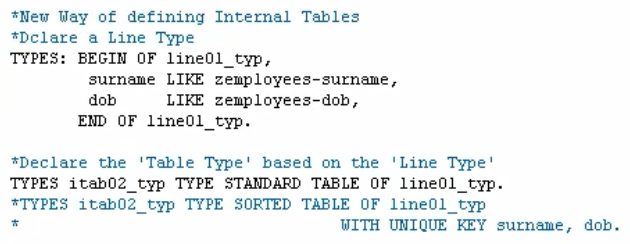 *New Way of defining Internal Tables
*Dclare a Line Type
TYPES: BEGIN OF line01_typ,
surname LIKE zemployees-surname,
dob LIKE zemployees-dob,
END OF line01_typ.
*Declare the 'Table Type' based on the 'Line Type'
TYPES itab02_typ TYPE STANDARD TABLE OF line01_typ.
*TYPES itab02_typ TYPE SORTED TABLE OF line01_typ
* WITH UNIQUE KEY surname, dob.